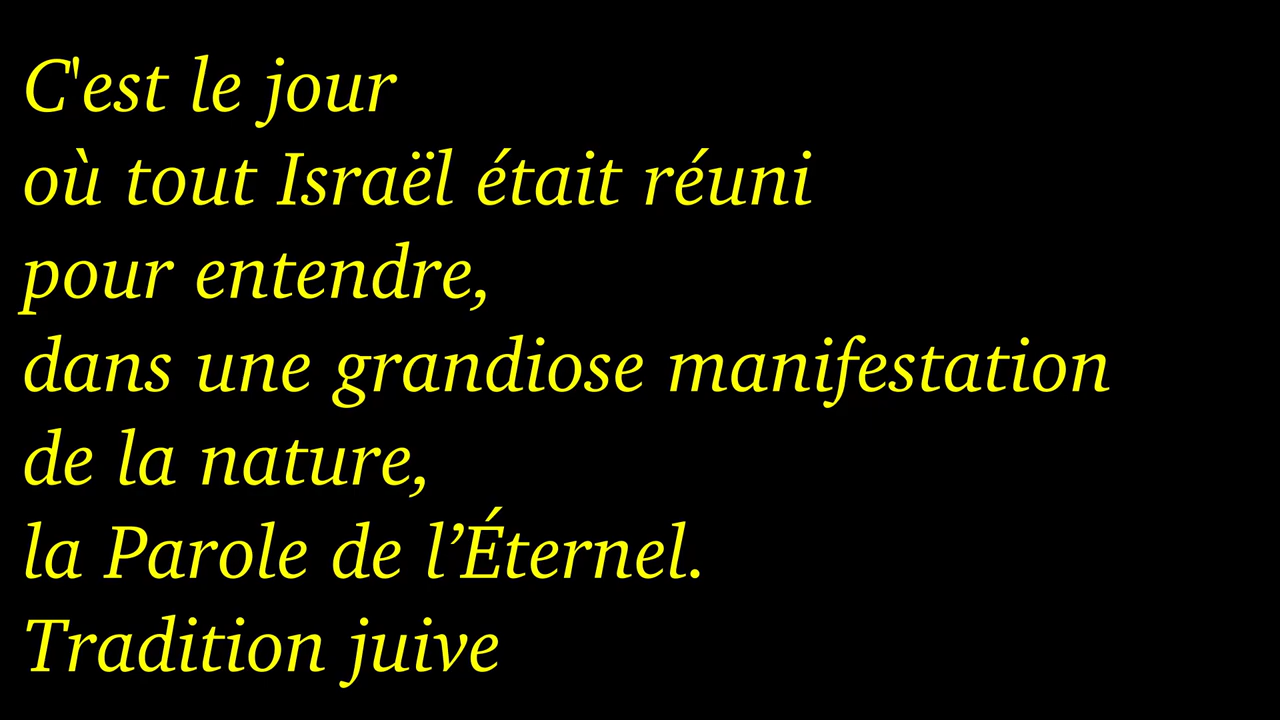 C'est le jour
où tout Israël était réuni
pour entendre,
dans une grandiose manifestation
de la nature,
la Parole de l’Éternel.
Tradition juive